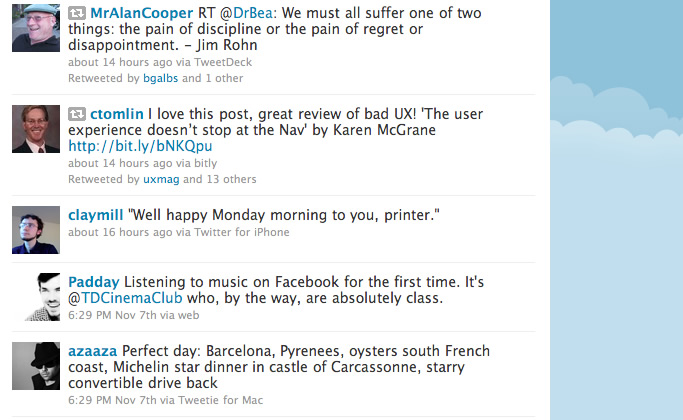 MrAlanCooper RT @DrBea: We must all suffer one of two
things: the pain of discipline or the pain of regret or
disappointment. – Jim Rohn
about 14 hours ago via TweetDeck
Retweeted by bgalbs and 1 other
ctomlin I love this post, great review of bad UX! 'The user
experience doesn't stop at the Nav' by Karen McGrane
http://bit.ly/bNKQpu
about 14 hours ago via bitly
Retweeted by uxmag and 13 others
claymill "Well happy Monday morning to you, printer."
about 16 hours ago via Twitter for iPhone
Padday Listening to music on Facebook for the first time. It's
@TDCinemaClub who, by the way, are absolutely class.
6:29 PM Nov 7th via web
azaaza Perfect day: Barcelona, Pyrenees, oysters south French
coast, Michelin star dinner in castle of Carcassonne, starry
convertible drive back
6:29 PM Nov 7th via Tweetie for Mac